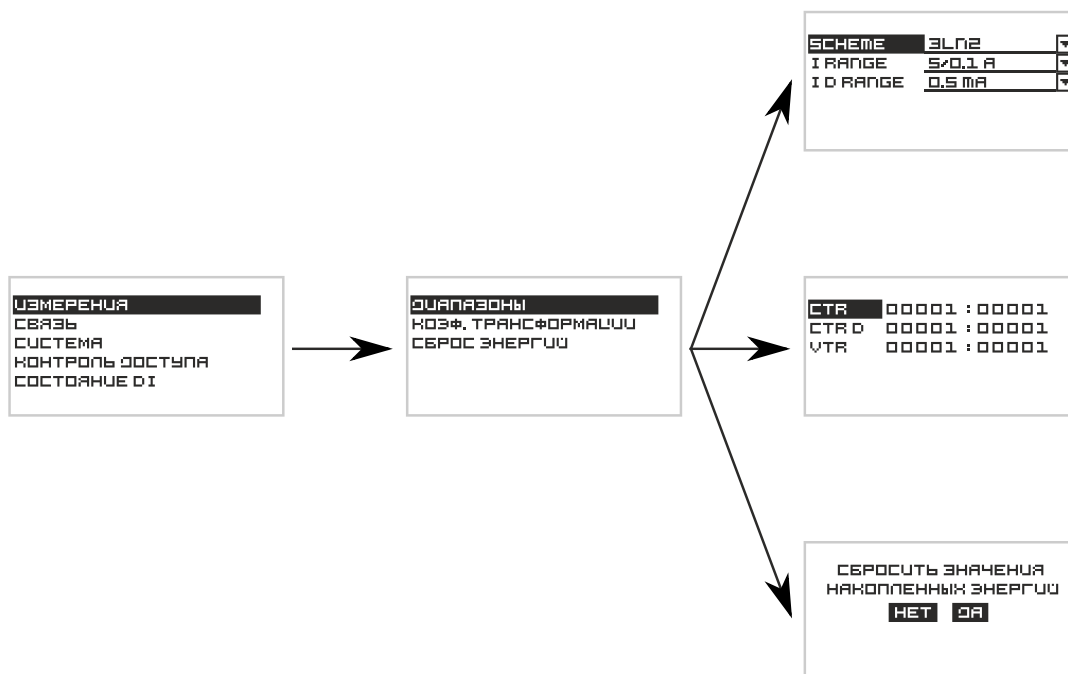 SCHEME 3LN2
I RANGE 5/0.1 A
I D RANGE 0.5 MA
ИЗМЕРЕНИЯ
СВЯЗЬ
СИСТЕМА
КОНТРОЛЬ ДОСТУПА
СОСТОЯНИЕ DI
ДИАПАЗОНЫ
КОЭФ. ТРАНСФОРМАЦИИ
СБРОС ЭНЕРГИЙ
CTR 00001 : 00001
CTR D 00001 : 00001
VTR 00001 : 00001
СБРОСИТЬ ЗНАЧЕНИЯ
НАКОПЛЕННЫХ ЭНЕРГИЙ
НЕТ ДА